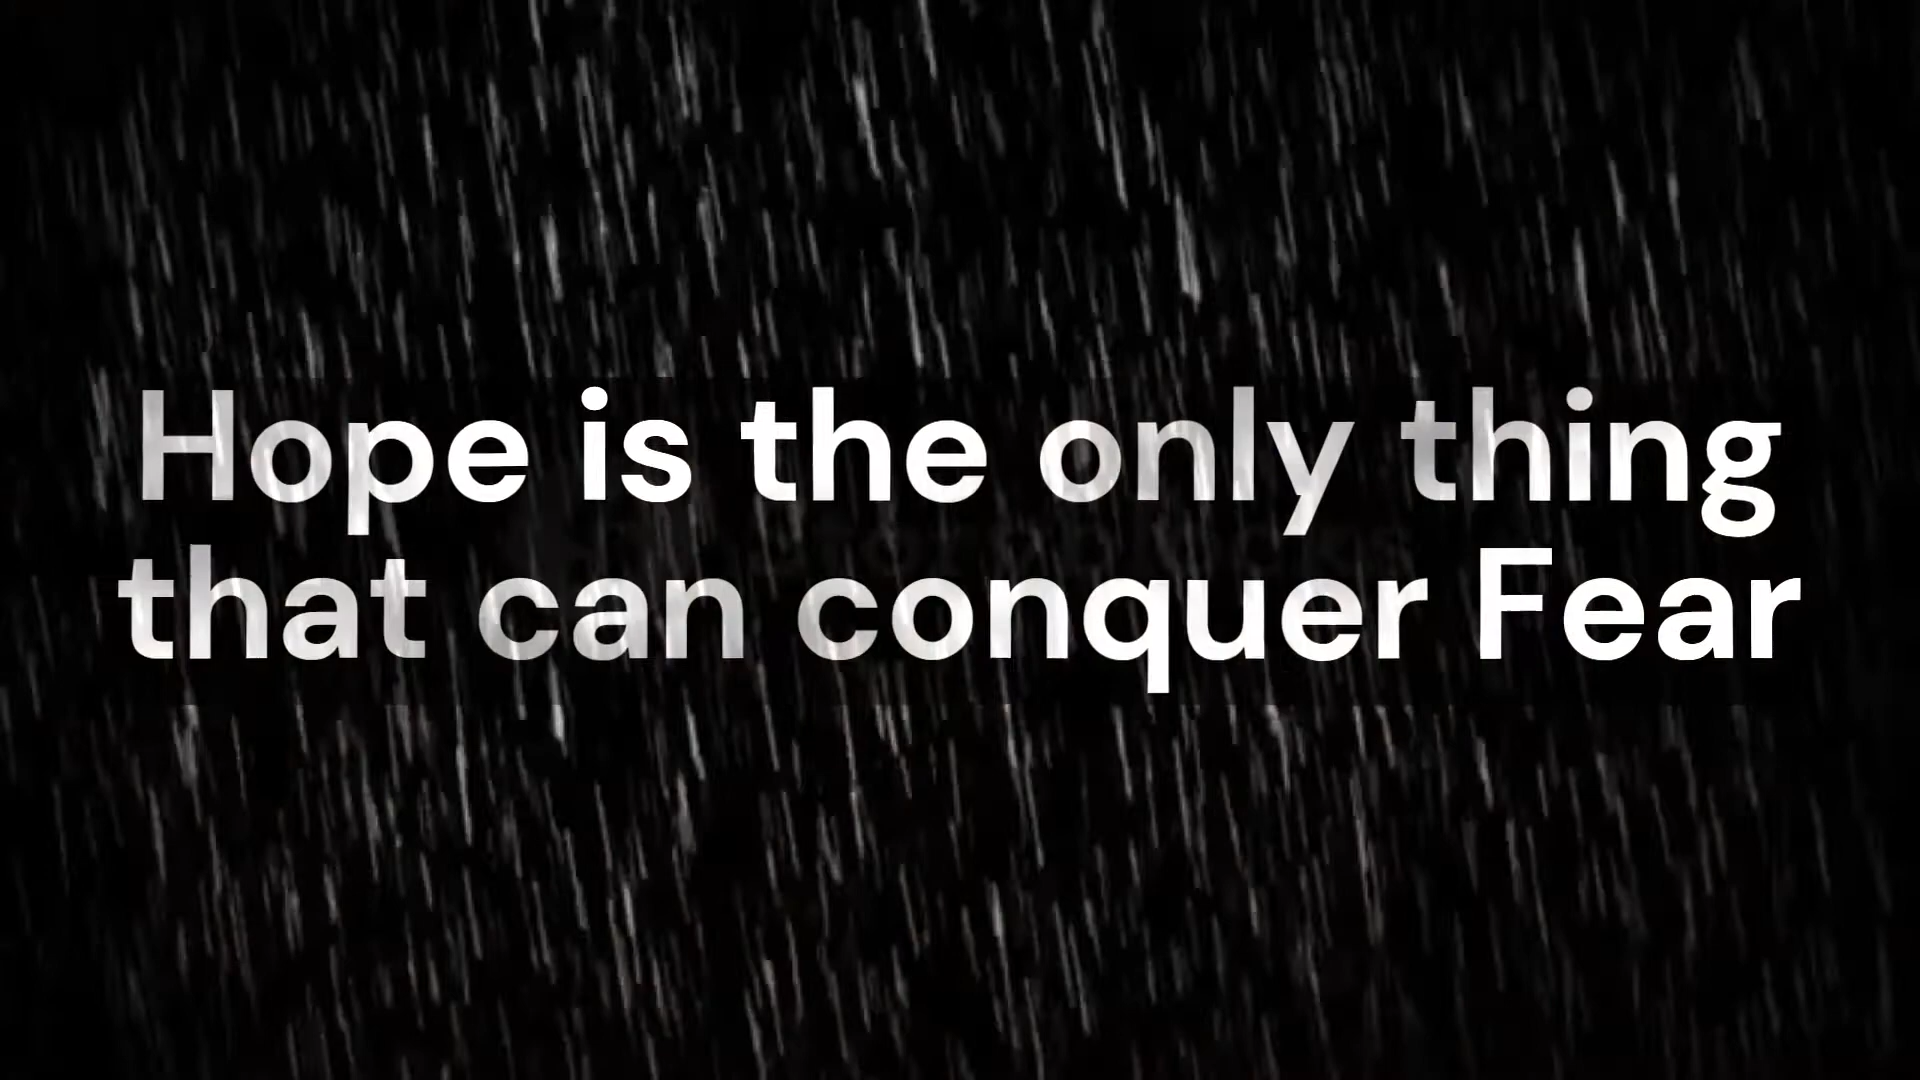 Hope is the only thing
that can conquer Fear